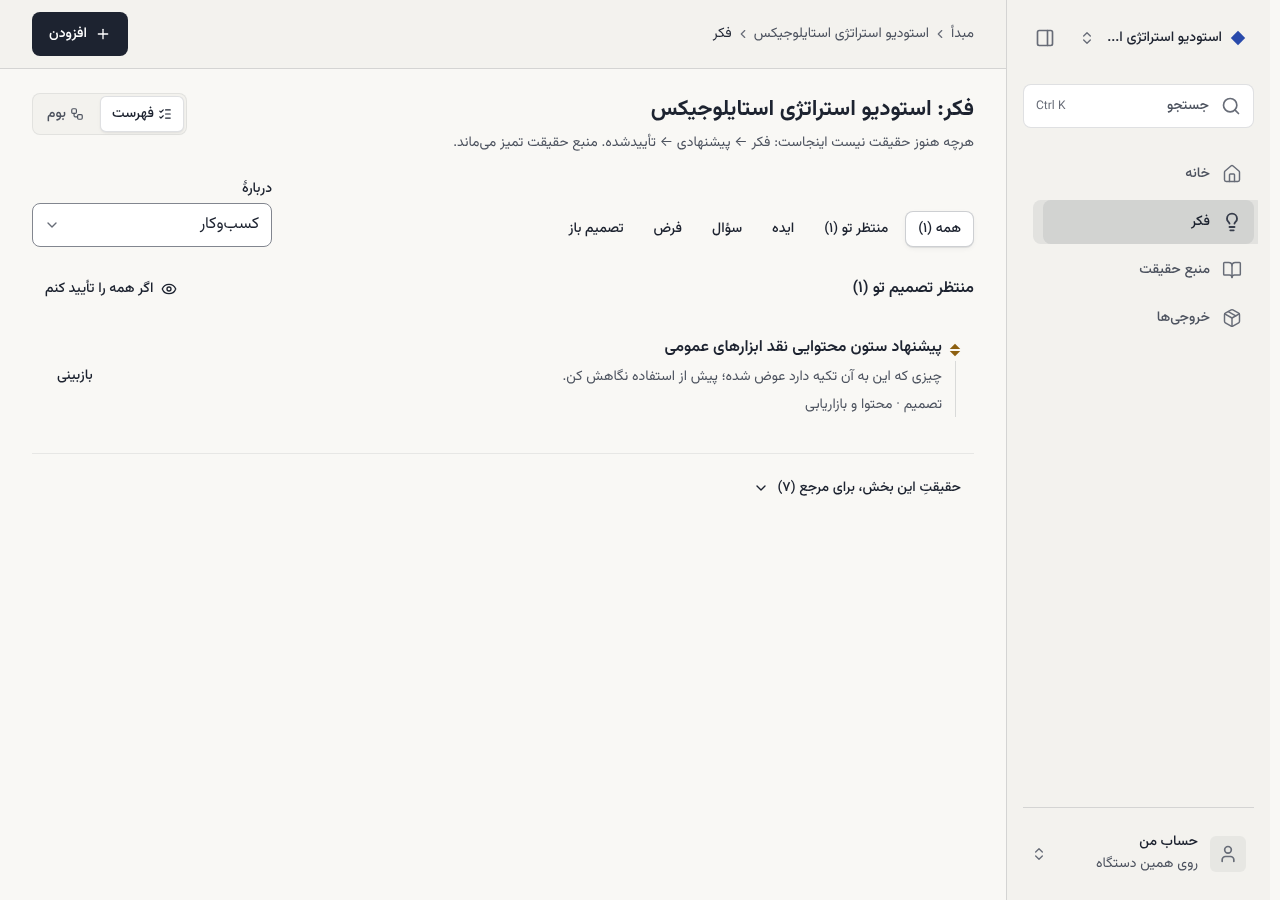 استودیو استراتژی ا...
جستجو
Ctrl K
خانه
فکر
منبع حقیقت
خروجی‌ها
حساب من
روی همین دستگاه
مبدأ › استودیو استراتژی استایلوجیکس › فکر
افزودن
فکر: استودیو استراتژی استایلوجیکس
هرچه هنوز حقیقت نیست اینجاست: فکر ← پیشنهادی ← تأییدشده. منبع حقیقت تمیز می‌ماند.
فهرست
بوم
دربارهٔ
کسب‌وکار
همه (۱)
منتظر تو (۱)
ایده
سؤال
فرض
تصمیم باز
منتظر تصمیم تو (۱)
اگر همه را تأیید کنم
پیشنهاد ستون محتوایی نقد ابزارهای عمومی
چیزی که این به آن تکیه دارد عوض شده؛ پیش از استفاده نگاهش کن.
تصمیم · محتوا و بازاریابی
بازبینی
حقیقتِ این بخش، برای مرجع (۷)